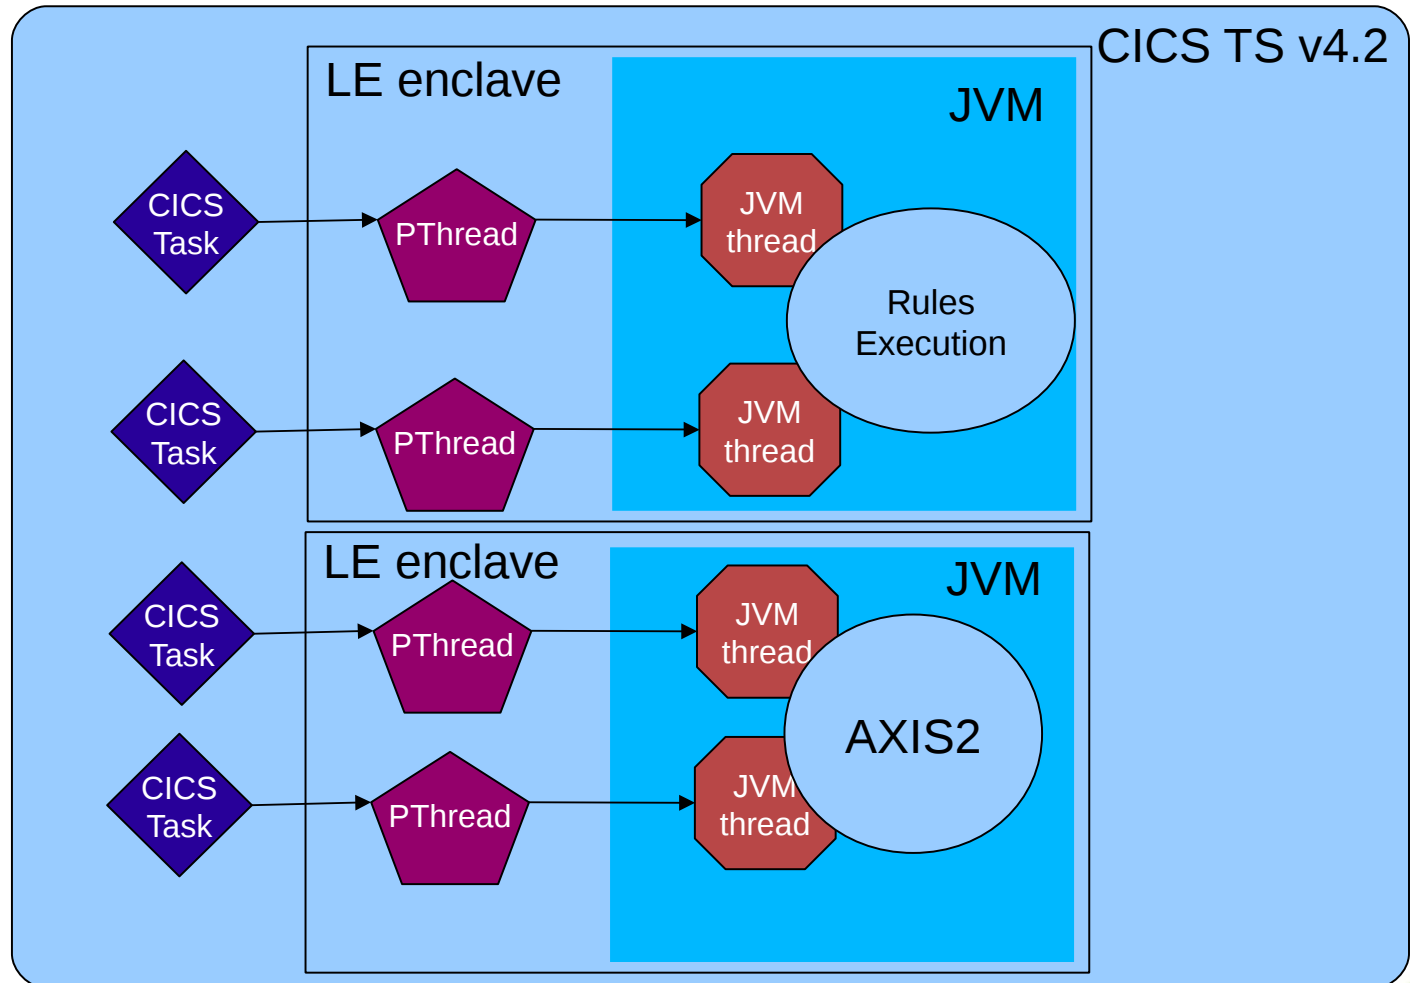 CICS TS v4.2
LE enclave
JVM
CICS
Task
PThread
JVM
thread
Rules
Execution
CICS
Task
PThread
JVM
thread
LE enclave
JVM
CICS
Task
PThread
JVM
thread
AXIS2
CICS
Task
PThread
JVM
thread